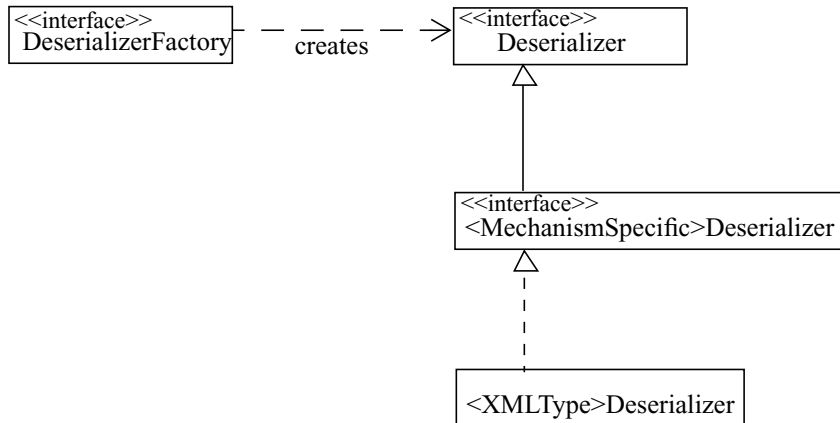 <<interface>>
DeserializerFactory
creates
<<interface>>
Deserializer
<<interface>>
<MechanismSpecific>Deserializer
<XMLType>Deserializer